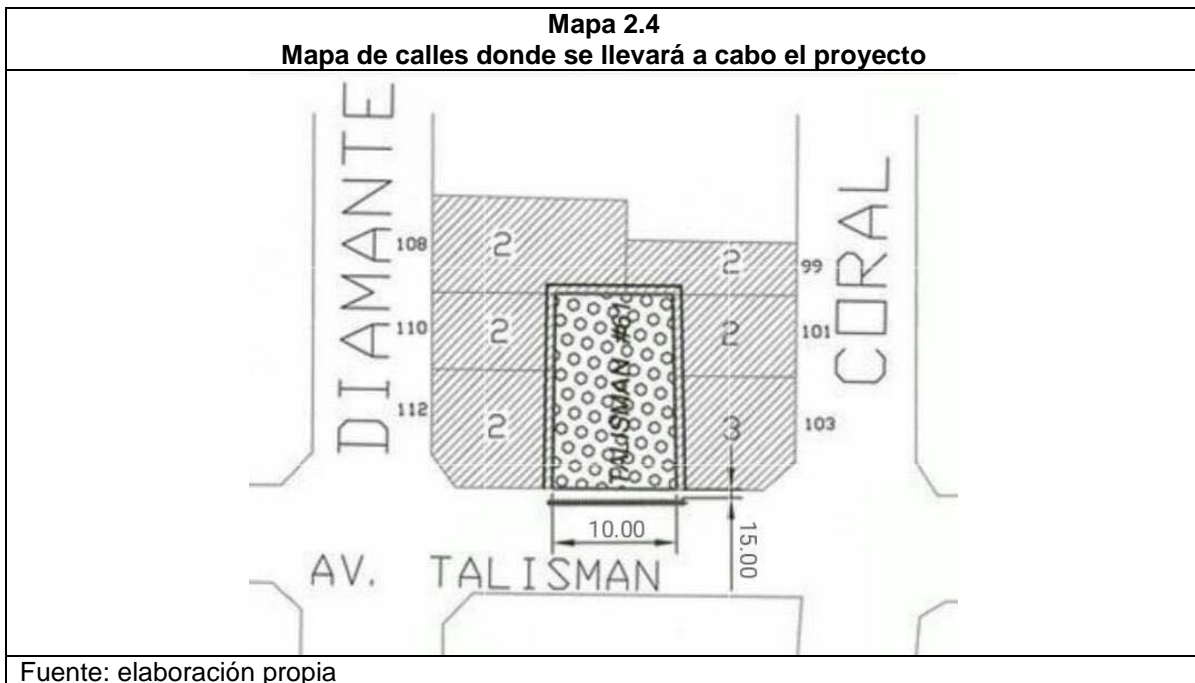 Mapa 2.4
Mapa de calles donde se llevará a cabo el proyecto
DIAMANTE
CORAL
108
2
2
99
110
2
TALISMAN #61
2
101
112
2
3
103
10.00
15.00
AV. TALISMAN
Fuente: elaboración propia